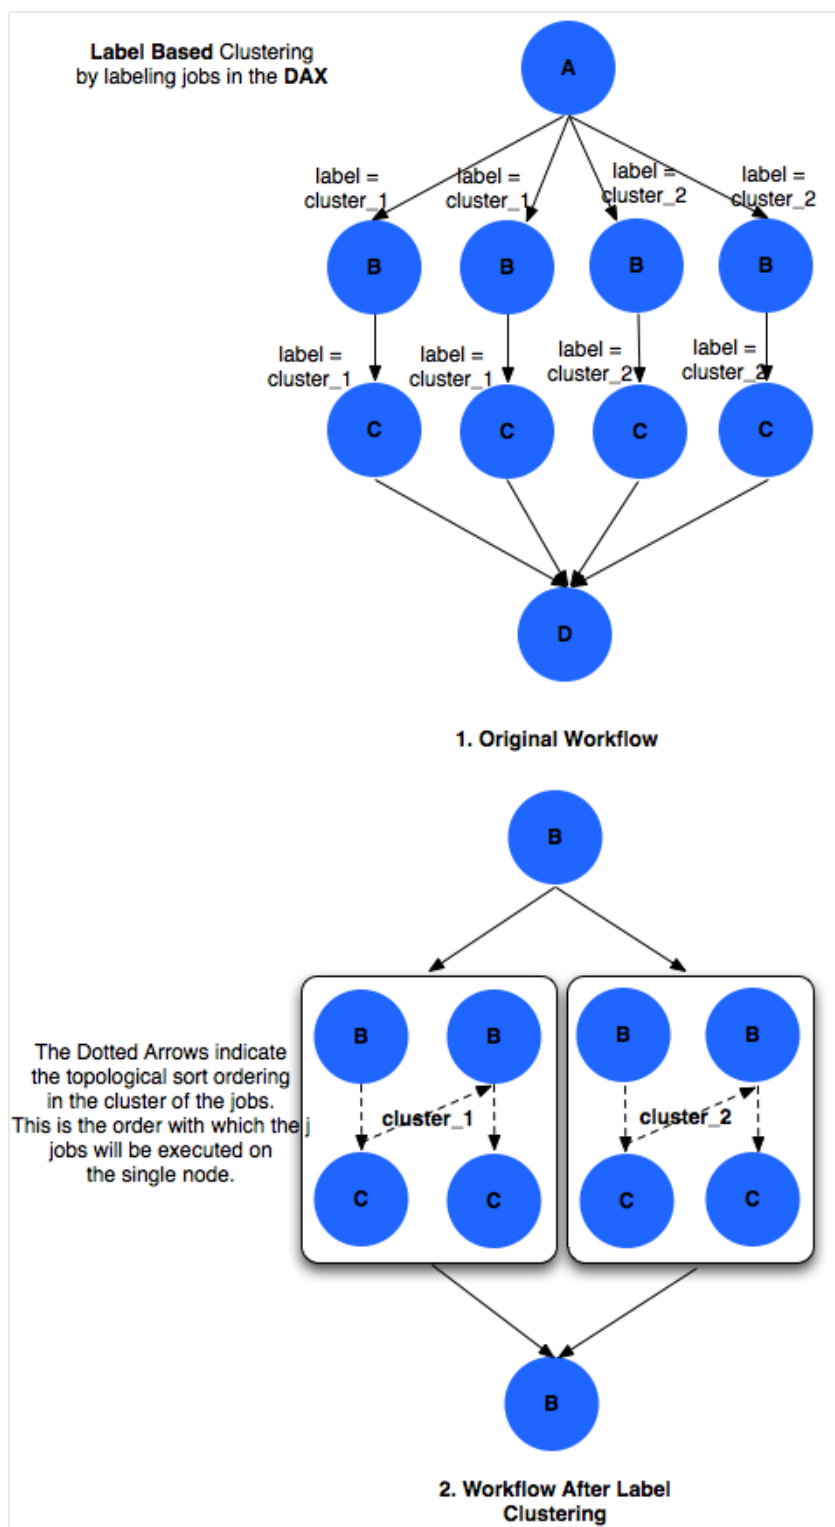 Label Based Clustering
by labeling jobs in the DAX
A
label =
cluster_1
label =
cluster_1
label =
cluster_2
label =
cluster_2
B
B
B
B
label =
cluster_1
label =
cluster_1
label =
cluster_2
label =
cluster_2
C
C
C
C
D
1. Original Workflow
B
B
B
B
B
The Dotted Arrows indicate
the topological sort ordering
in the cluster of the jobs.
This is the order with which the j
jobs will be executed on
the single node.
cluster_1
cluster_2
C
C
C
C
B
2. Workflow After Label
Clustering